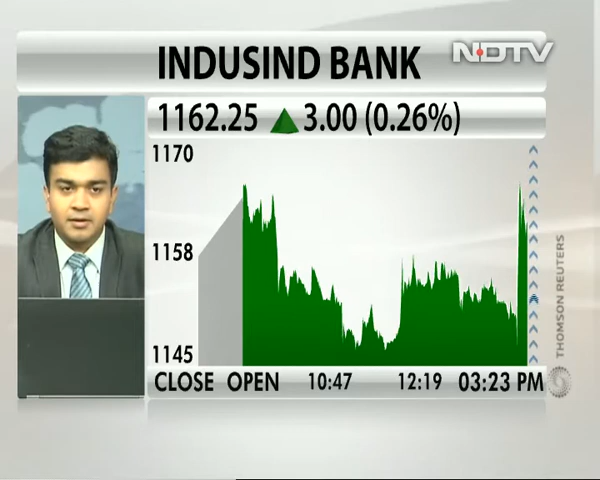 INDUSIND BANK
NDTV
1162.25 ▲ 3.00 (0.26%)
1170
1158
1145
CLOSE OPEN 10:47 12:19 03:23 PM
THOMSON REUTERS